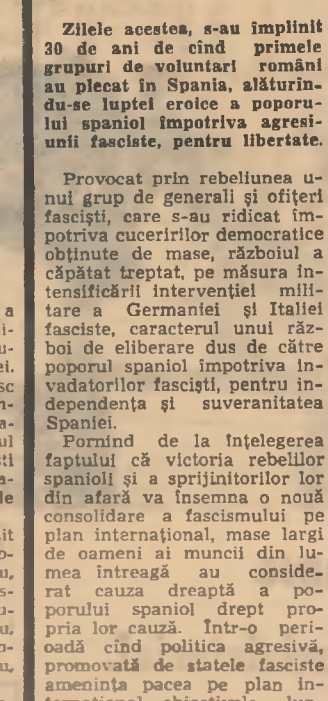 Zilele acestea, s-au împlinit
30 de ani de cînd primele
grupuri de voluntari români
au plecat în Spania, alăturîn-
du-se luptei eroice a poporu-
lui spaniol împotriva agresi-
unii fasciste, pentru libertate.
Provocat prin rebeliunea u-
nui grup de generali și ofițeri
fasciști, care s-au ridicat îm-
potriva cuceririlor democratice
obținute de mase, războiul a
căpătat treptat, pe măsura in-
tensificării intervenției mili-
tare a Germaniei și Italiei
fasciste, caracterul unui răz-
boi de eliberare dus de către
poporul spaniol împotriva in-
vadatorilor fasciști, pentru in-
dependența și suveranitatea
Spaniei.
Pornind de la înțelegerea
faptului că victoria rebelilor
spanioli și a sprijinitorilor lor
din afară va însemna o nouă
consolidare a fascismului pe
plan internațional, mase largi
de oameni ai muncii din lu-
mea întreagă au conside-
rat cauza dreaptă a po-
porului spaniol drept pro-
pria lor cauză. Într-o peri-
oadă cînd politica agresivă,
promovată de statele fasciste
amenința pacea pe plan in-